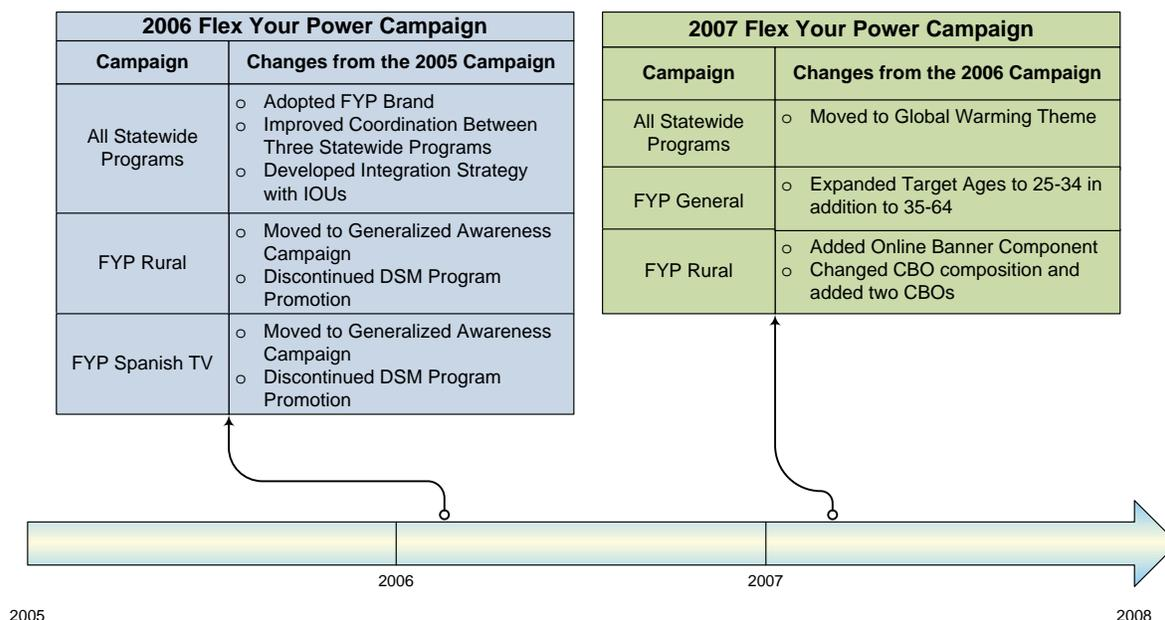 2006 Flex Your Power Campaign
Campaign
Changes from the 2005 Campaign
All Statewide
Programs
o Adopted FYP Brand
o Improved Coordination Between
Three Statewide Programs
o Developed Integration Strategy
with IOUs
FYP Rural
o Moved to Generalized Awareness
Campaign
o Discontinued DSM Program
Promotion
FYP Spanish TV
o Moved to Generalized Awareness
Campaign
o Discontinued DSM Program
Promotion
2007 Flex Your Power Campaign
Campaign
Changes from the 2006 Campaign
All Statewide
Programs
o Moved to Global Warming Theme
FYP General
o Expanded Target Ages to 25-34 in
addition to 35-64
FYP Rural
o Added Online Banner Component
o Changed CBO composition and
added two CBOs
2006
2007
2005
2008